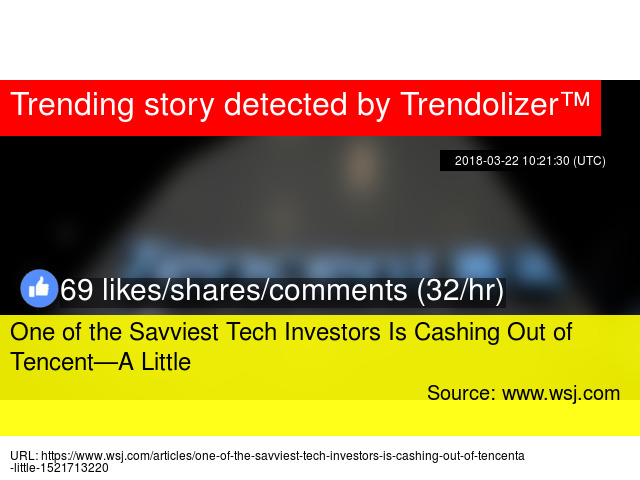 Trending story detected by Trendolizer™
2018-03-22 10:21:30 (UTC)
69 likes/shares/comments (32/hr)
One of the Savviest Tech Investors Is Cashing Out of
Tencent—A Little
Source: www.wsj.com
URL: https://www.wsj.com/articles/one-of-the-savviest-tech-investors-is-cashing-out-of-tencenta
-little-1521713220